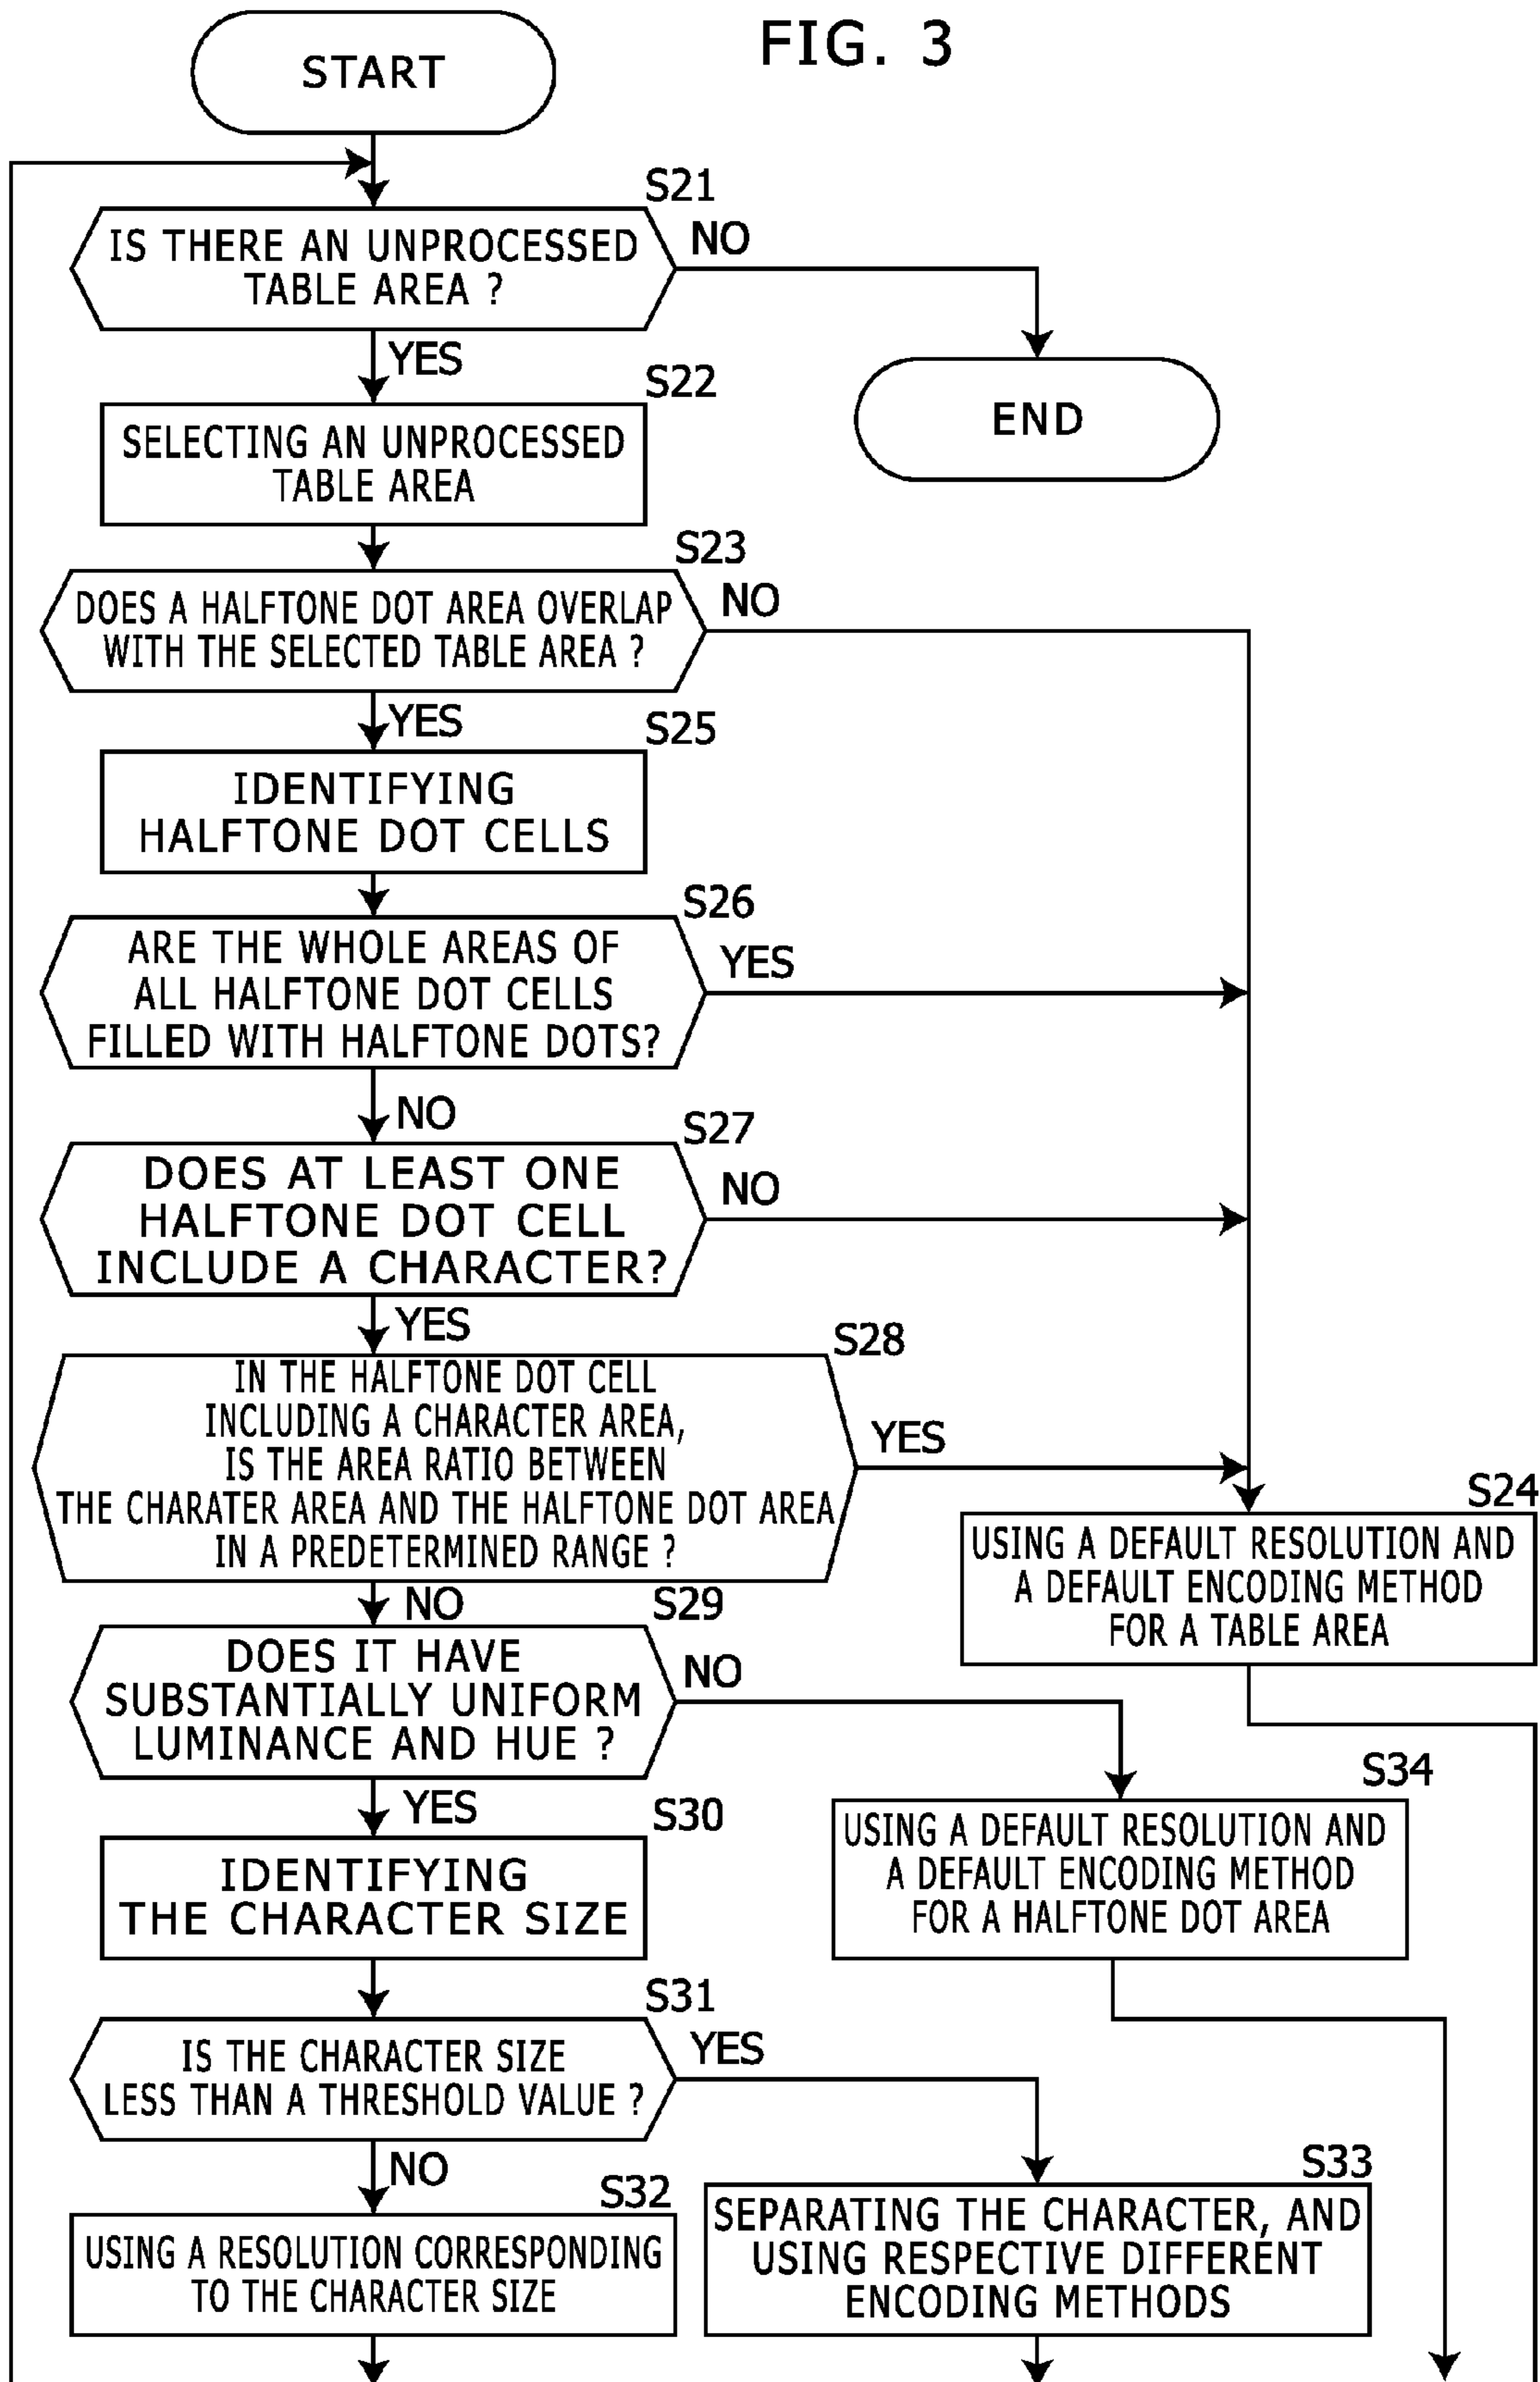 FIG. 3
START
S21
IS THERE AN UNPROCESSED
TABLE AREA ?
NO
YES
END
S22
SELECTING AN UNPROCESSED
TABLE AREA
S23
DOES A HALFTONE DOT AREA OVERLAP
WITH THE SELECTED TABLE AREA ?
NO
YES
S25
IDENTIFYING
HALFTONE DOT CELLS
S26
ARE THE WHOLE AREAS OF
ALL HALFTONE DOT CELLS
FILLED WITH HALFTONE DOTS?
YES
NO
S27
DOES AT LEAST ONE
HALFTONE DOT CELL
INCLUDE A CHARACTER?
NO
YES
S28
IN THE HALFTONE DOT CELL
INCLUDING A CHARACTER AREA,
IS THE AREA RATIO BETWEEN
THE CHARATER AREA AND THE HALFTONE DOT AREA
IN A PREDETERMINED RANGE ?
YES
NO
S24
USING A DEFAULT RESOLUTION AND
A DEFAULT ENCODING METHOD
FOR A TABLE AREA
S29
DOES IT HAVE
SUBSTANTIALLY UNIFORM
LUMINANCE AND HUE ?
NO
YES
S34
USING A DEFAULT RESOLUTION AND
A DEFAULT ENCODING METHOD
FOR A HALFTONE DOT AREA
S30
IDENTIFYING
THE CHARACTER SIZE
S31
IS THE CHARACTER SIZE
LESS THAN A THRESHOLD VALUE ?
YES
NO
S32
USING A RESOLUTION CORRESPONDING
TO THE CHARACTER SIZE
S33
SEPARATING THE CHARACTER, AND
USING RESPECTIVE DIFFERENT
ENCODING METHODS